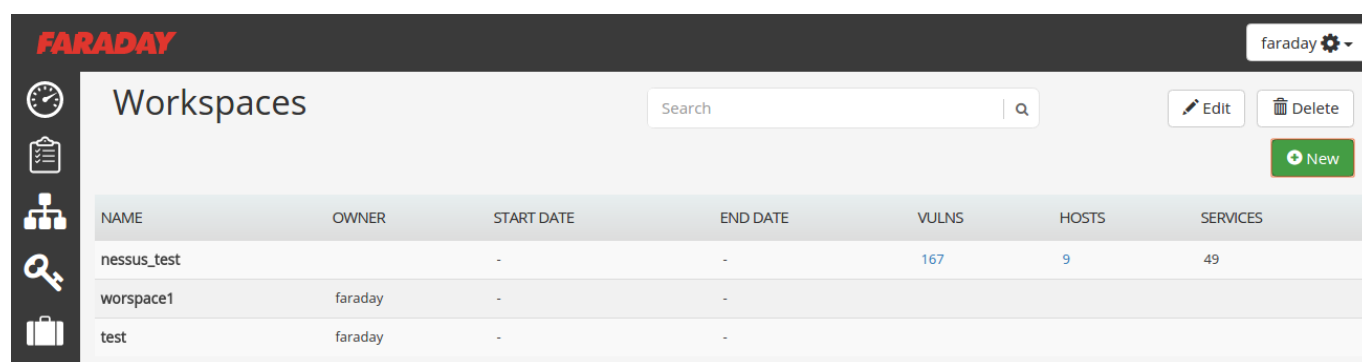 FARADAY
faraday
Workspaces
Search
Edit
Delete
New
NAME OWNER START DATE END DATE VULNS HOSTS SERVICES
nessus_test - - 167 9 49
worspace1 faraday - -
test faraday - -